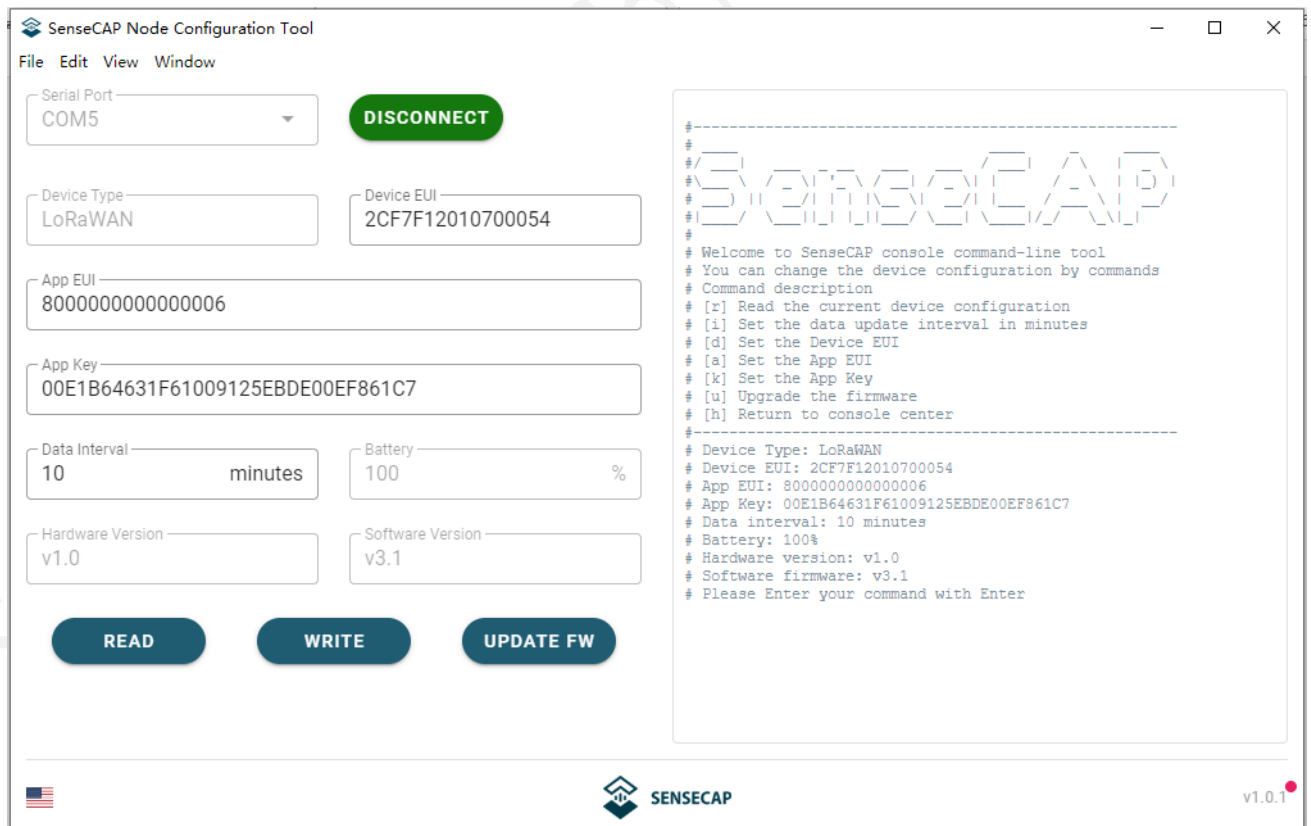 SenseCAP Node Configuration Tool
File Edit View Window
Serial Port
COM5
DISCONNECT
Device Type
LoRaWAN
Device EUI
2CF7F12010700054
App EUI
8000000000000006
App Key
00E1B64631F61009125EBDE00EF861C7
Data Interval
10 minutes
Battery
100 %
Hardware Version
v1.0
Software Version
v3.1
READ
WRITE
UPDATE FW
#------------------------------------------------------
SenseCAP
#
# Welcome to SenseCAP console command-line tool
# You can change the device configuration by commands
# Command description
# [r] Read the current device configuration
# [i] Set the data update interval in minutes
# [d] Set the Device EUI
# [a] Set the App EUI
# [k] Set the App Key
# [u] Upgrade the firmware
# [h] Return to console center
#------------------------------------------------------
# Device Type: LoRaWAN
# Device EUI: 2CF7F12010700054
# App EUI: 8000000000000006
# App Key: 00E1B64631F61009125EBDE00EF861C7
# Data interval: 10 minutes
# Battery: 100%
# Hardware version: v1.0
# Software firmware: v3.1
# Please Enter your command with Enter
SENSECAP
v1.0.1